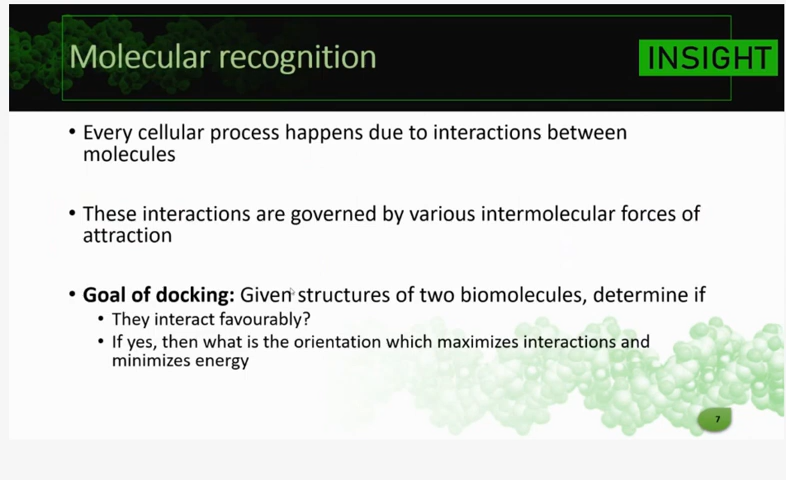 Molecular recognition
INSIGHT
• Every cellular process happens due to interactions between
molecules
• These interactions are governed by various intermolecular forces of
attraction
• Goal of docking: Given structures of two biomolecules, determine if
• They interact favourably?
• If yes, then what is the orientation which maximizes interactions and
minimizes energy
7